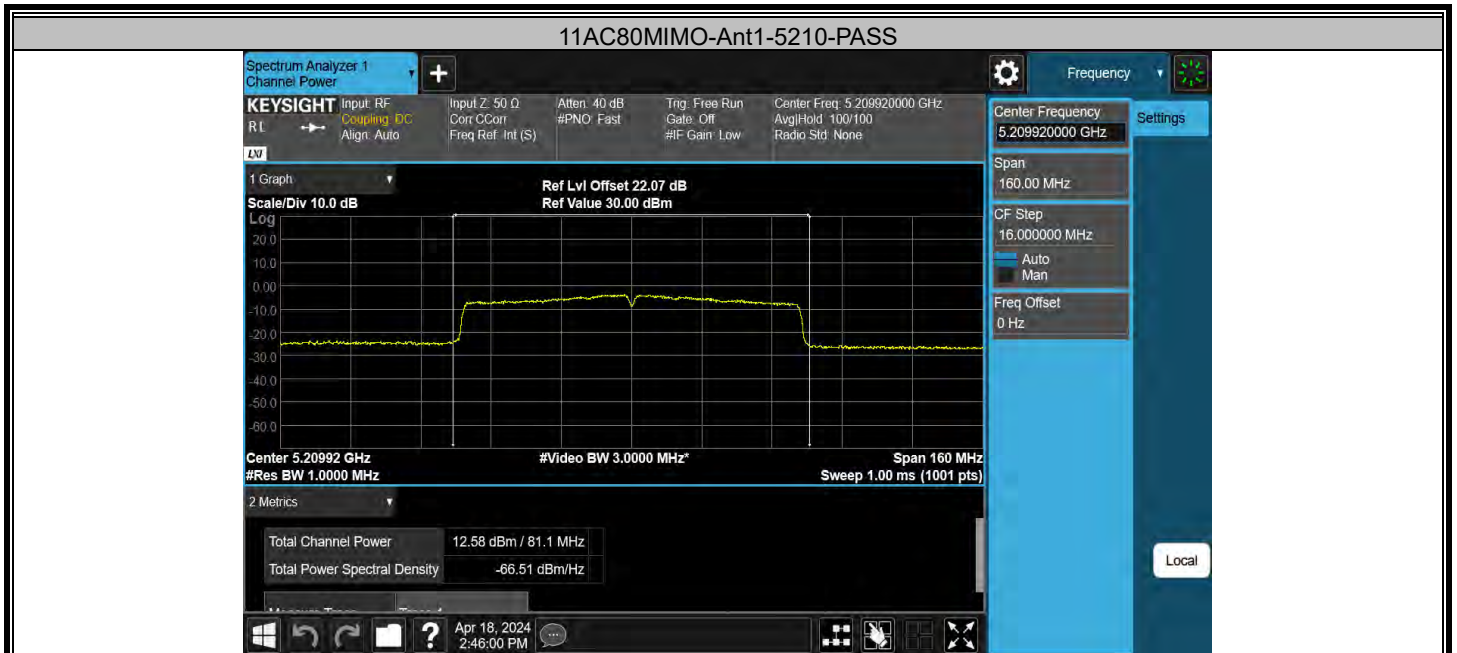 11AC80MIMO-Ant1-5210-PASS
Spectrum Analyzer 1
Channel Power
+
Frequency
KEYSIGHT
R L
LXI
Input: RF
Coupling: DC
Align: Auto
Input Z: 50 Ω
Corr CCorr
Freq Ref: Int (S)
Atten: 40 dB
#PNO: Fast
Trig: Free Run
Gate: Off
#IF Gain: Low
Center Freq: 5.209920000 GHz
Avg|Hold: 100/100
Radio Std: None
Center Frequency
5.209920000 GHz
Settings
Span
160.00 MHz
CF Step
16.000000 MHz
Auto
Man
Freq Offset
0 Hz
1 Graph
Scale/Div 10.0 dB
Ref Lvl Offset 22.07 dB
Ref Value 30.00 dBm
Log
20.0
10.0
0.00
-10.0
-20.0
-30.0
-40.0
-50.0
-60.0
Center 5.20992 GHz
#Video BW 3.0000 MHz*
Span 160 MHz
#Res BW 1.0000 MHz
Sweep 1.00 ms (1001 pts)
2 Metrics
Total Channel Power 12.58 dBm / 81.1 MHz
Total Power Spectral Density -66.51 dBm/Hz
Local
?
Apr 18, 2024
2:46:00 PM